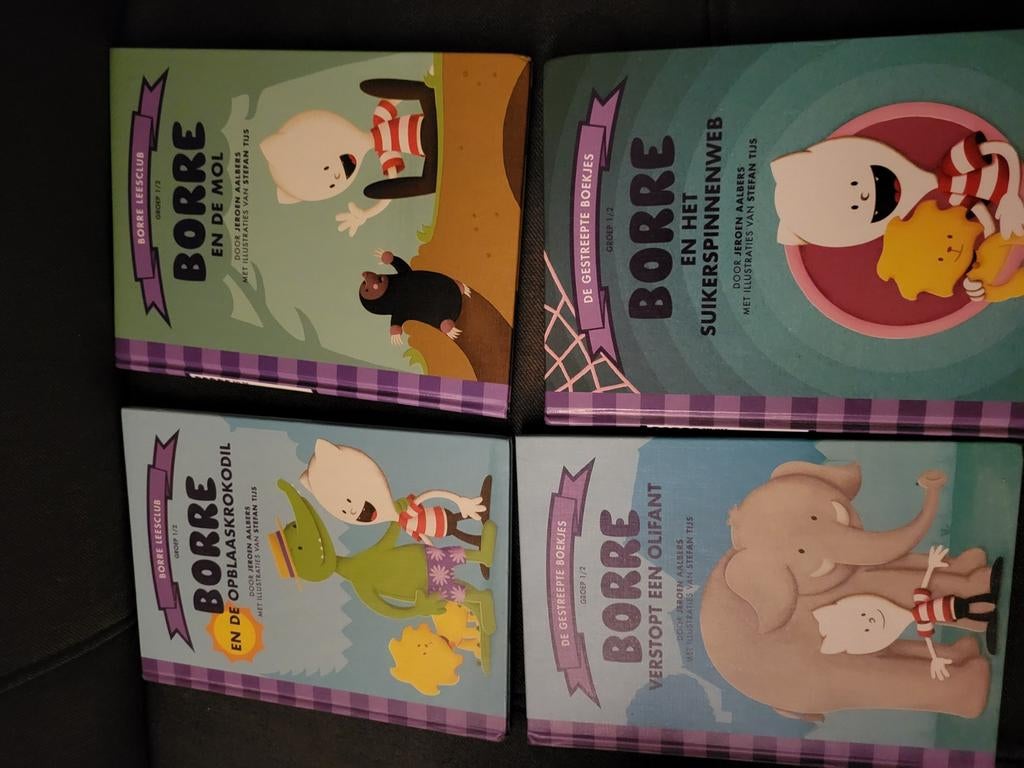 BORRE LEESCLUB
GROEP 1/2
BORRE
EN DE MOL
DOOR JEROEN AALBERS
MET ILLUSTRATIES VAN STEFAN TIJS
DE GESTREEPTE BOEKJES
GROEP 1/2
BORRE
EN HET
SUIKERSPINNENWEB
DOOR JEROEN AALBERS
MET ILLUSTRATIES VAN STEFAN TIJS
BORRE LEESCLUB
GROEP 1/2
BORRE
EN DE OPBLAASKROKODIL
DOOR JEROEN AALBERS
MET ILLUSTRATIES VAN STEFAN TIJS
DE GESTREEPTE BOEKJES
GROEP 1/2
BORRE
VERSTOPT EEN OLIFANT
DOOR JEROEN AALBERS
MET ILLUSTRATIES VAN STEFAN TIJS